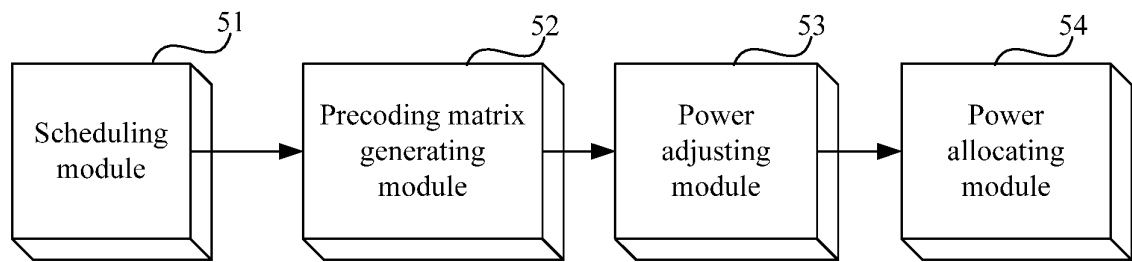 51
52
53
54
Scheduling
module
Precoding matrix
generating
module
Power
adjusting
module
Power
allocating
module